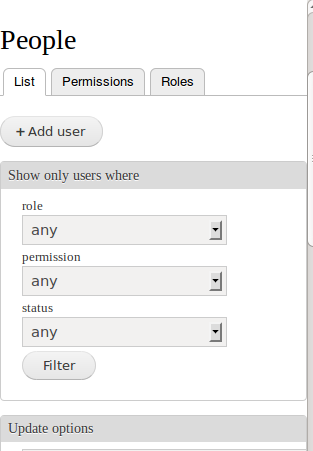 People
List Permissions Roles
+ Add user
Show only users where
role
any
permission
any
status
any
Filter
Update options